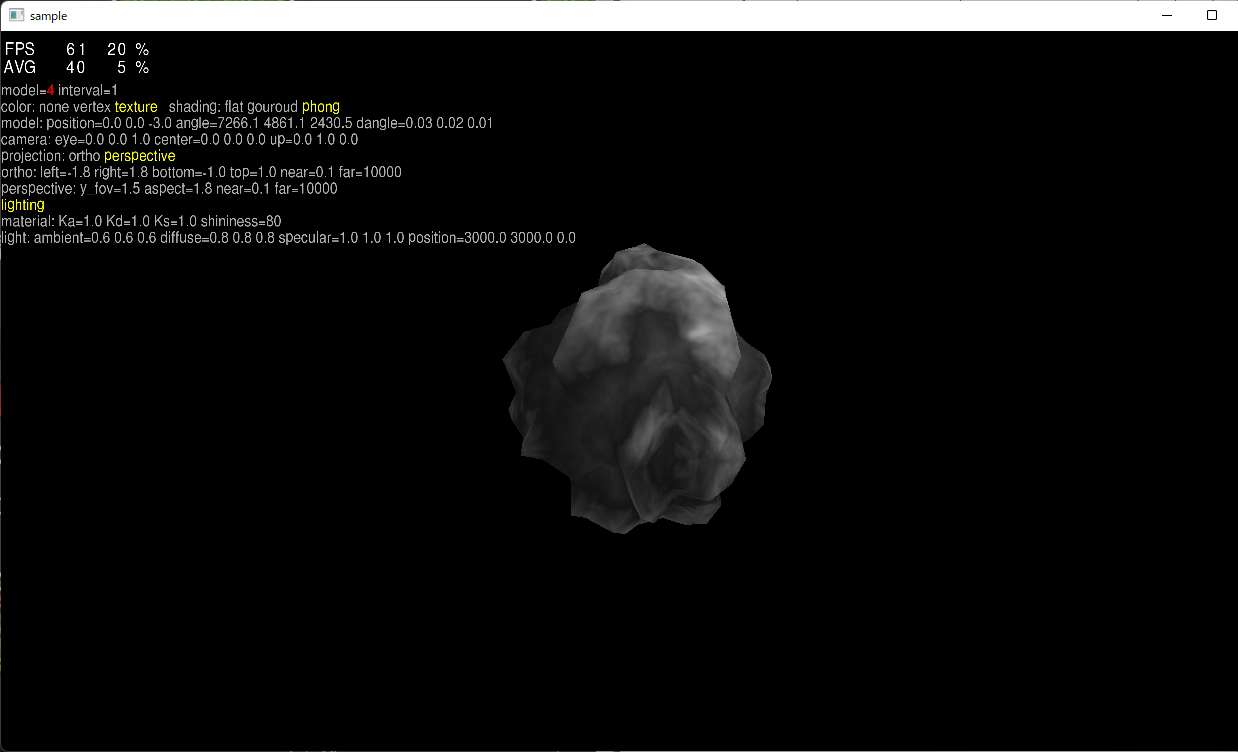 sample
FPS 61 20 %
AVG 40 5 %
model=4 interval=1
color: none vertex texture shading: flat gouroud phong
model: position=0.0 0.0 -3.0 angle=7266.1 4861.1 2430.5 dangle=0.03 0.02 0.01
camera: eye=0.0 0.0 1.0 center=0.0 0.0 0.0 up=0.0 1.0 0.0
projection: ortho perspective
ortho: left=-1.8 right=1.8 bottom=-1.0 top=1.0 near=0.1 far=10000
perspective: y_fov=1.5 aspect=1.8 near=0.1 far=10000
lighting
material: Ka=1.0 Kd=1.0 Ks=1.0 shininess=80
light: ambient=0.6 0.6 0.6 diffuse=0.8 0.8 0.8 specular=1.0 1.0 1.0 position=3000.0 3000.0 0.0